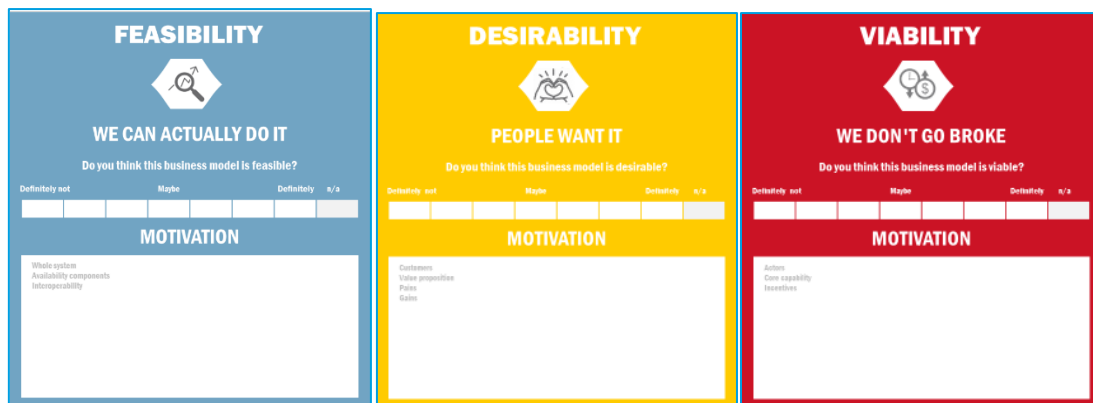 FEASIBILITY
WE CAN ACTUALLY DO IT
Do you think this business model is feasible?
Definitely not Maybe Definitely n/a
MOTIVATION
Whole system
Availability components
Interoperability
DESIRABILITY
PEOPLE WANT IT
Do you think this business model is desirable?
Definitely not Maybe Definitely n/a
MOTIVATION
Customers
Value proposition
Pains
Gains
VIABILITY
$
WE DON'T GO BROKE
Do you think this business model is viable?
Definitely not Maybe Definitely n/a
MOTIVATION
Actors
Core capability
Incentives